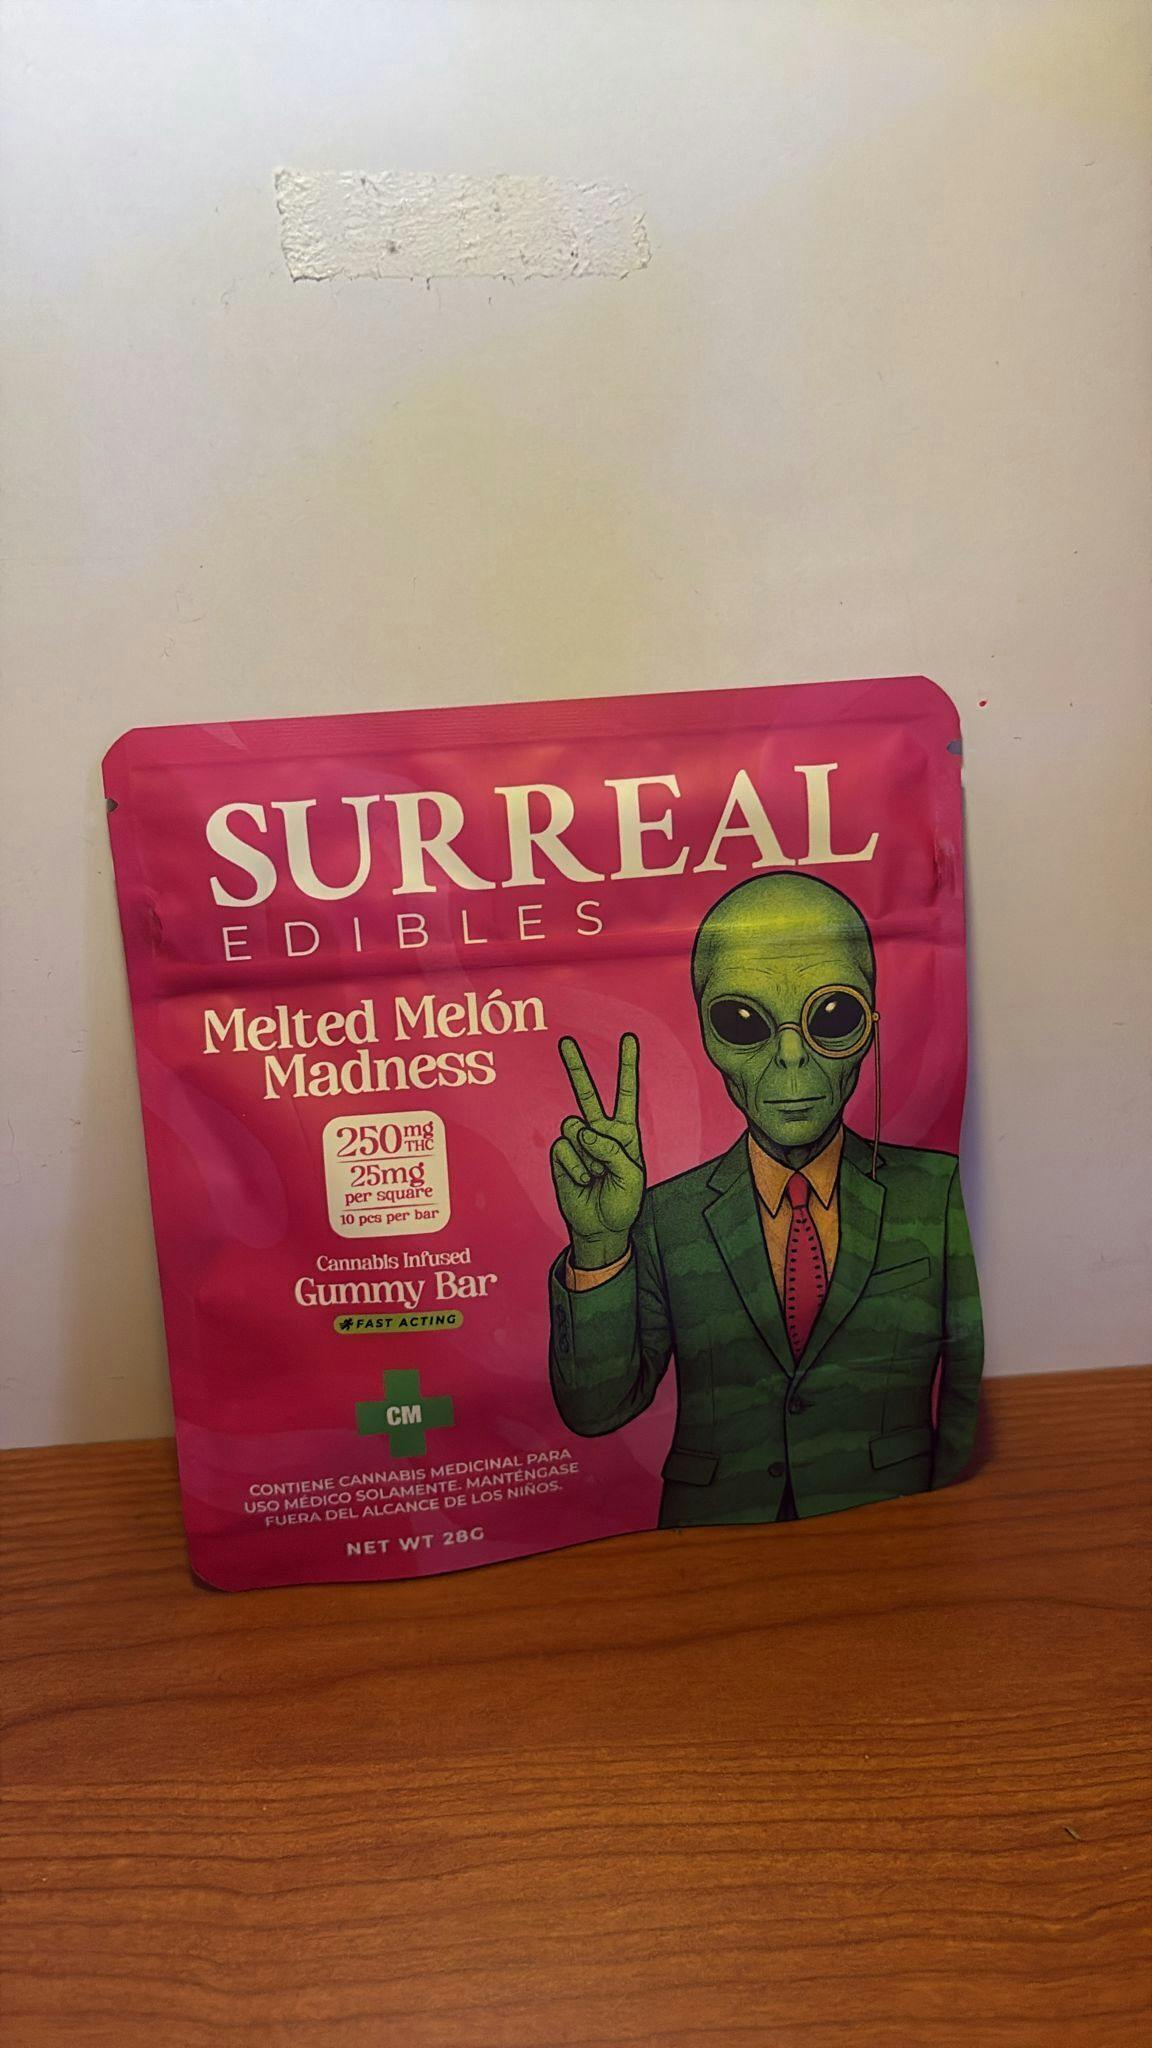 SURREAL
EDIBLES
Melted Melón
Madness
250mg
THC
25mg
per square
10 pcs per bar
Cannabis Infused
Gummy Bar
FAST ACTING
CM
CONTIENE CANNABIS MEDICINAL PARA
USO MÉDICO SOLAMENTE. MANTÉNGASE
FUERA DEL ALCANCE DE LOS NIÑOS.
NET WT 28G